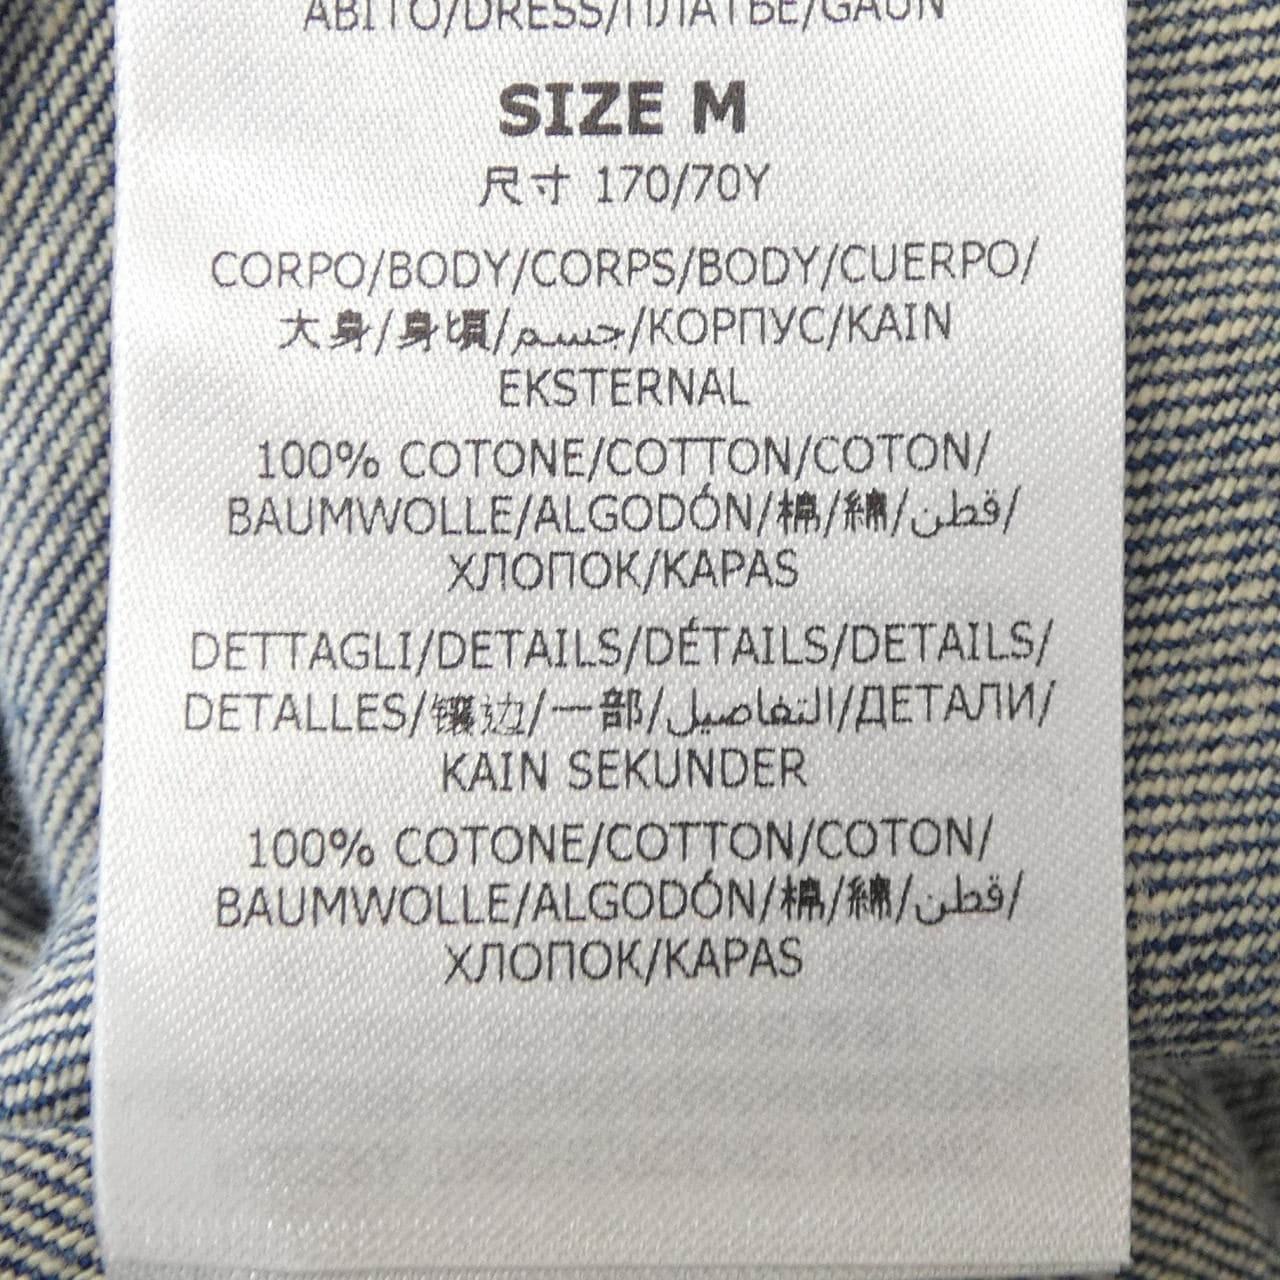 ABITO/DRESS/ПЛАТЬЕ/GAUN
SIZE M
尺寸 170/70Y
CORPO/BODY/CORPS/BODY/CUERPO/
大身/身頃/جسم/КОРПУС/KAIN
EKSTERNAL
100% COTONE/COTTON/COTON/
BAUMWOLLE/ALGODÓN/棉/綿/قطن/
ХЛОПОК/KAPAS
DETTAGLI/DETAILS/DÉTAILS/DETAILS/
DETALLES/镶边/一部/التفاصيل/ДЕТАЛИ/
KAIN SEKUNDER
100% COTONE/COTTON/COTON/
BAUMWOLLE/ALGODÓN/棉/綿/قطن/
ХЛОПОК/KAPAS